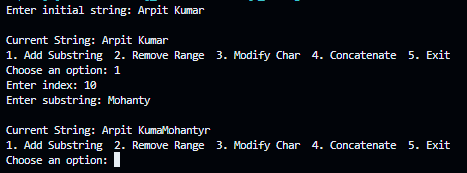 Enter initial string: Arpit Kumar
Current String: Arpit Kumar
1. Add Substring  2. Remove Range  3. Modify Char  4. Concatenate  5. Exit
Choose an option: 1
Enter index: 10
Enter substring: Mohanty
Current String: Arpit KumaMohantyr
1. Add Substring  2. Remove Range  3. Modify Char  4. Concatenate  5. Exit
Choose an option: